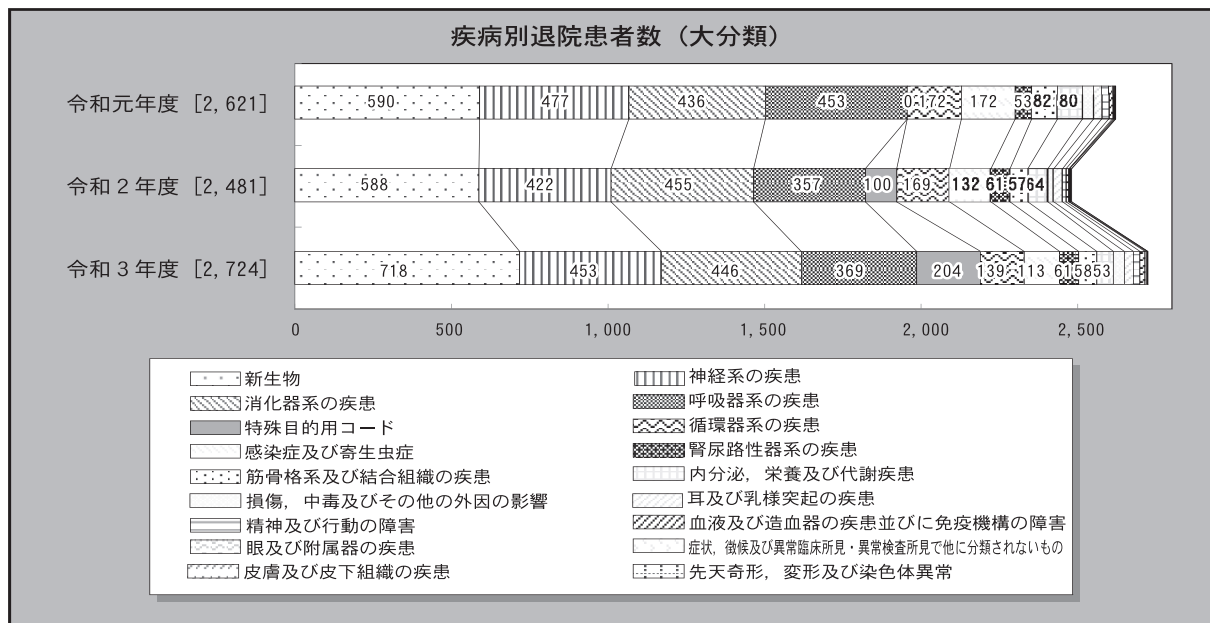 疾病別退院患者数（大分類）
令和元年度［2,621］
590 477 436 453 0 172 172 53 82 80
令和２年度［2,481］
588 422 455 357 100 169 132 61 57 64
令和３年度［2,724］
718 453 446 369 204 139 113 61 58 53
0 500 1,000 1,500 2,000 2,500
新生物
神経系の疾患
消化器系の疾患
呼吸器系の疾患
特殊目的用コード
循環器系の疾患
感染症及び寄生虫症
腎尿路性器系の疾患
筋骨格系及び結合組織の疾患
内分泌，栄養及び代謝疾患
損傷，中毒及びその他の外因の影響
耳及び乳様突起の疾患
精神及び行動の障害
血液及び造血器の疾患並びに免疫機構の障害
眼及び附属器の疾患
症状，徴候及び異常臨床所見・異常検査所見で他に分類されないもの
皮膚及び皮下組織の疾患
先天奇形，変形及び染色体異常